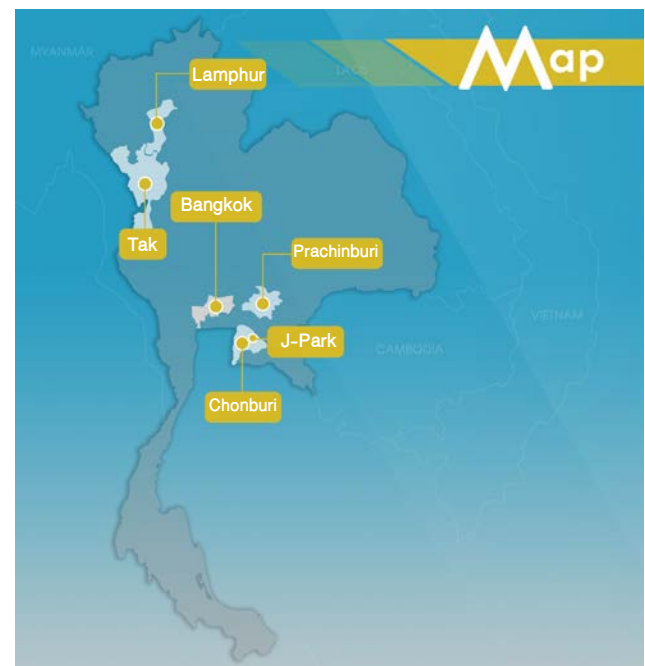 Map
MYANMAR
LAOS
Lamphur
Bangkok
Tak
Prachinburi
VIETNAM
J-Park
CAMBODIA
Chonburi